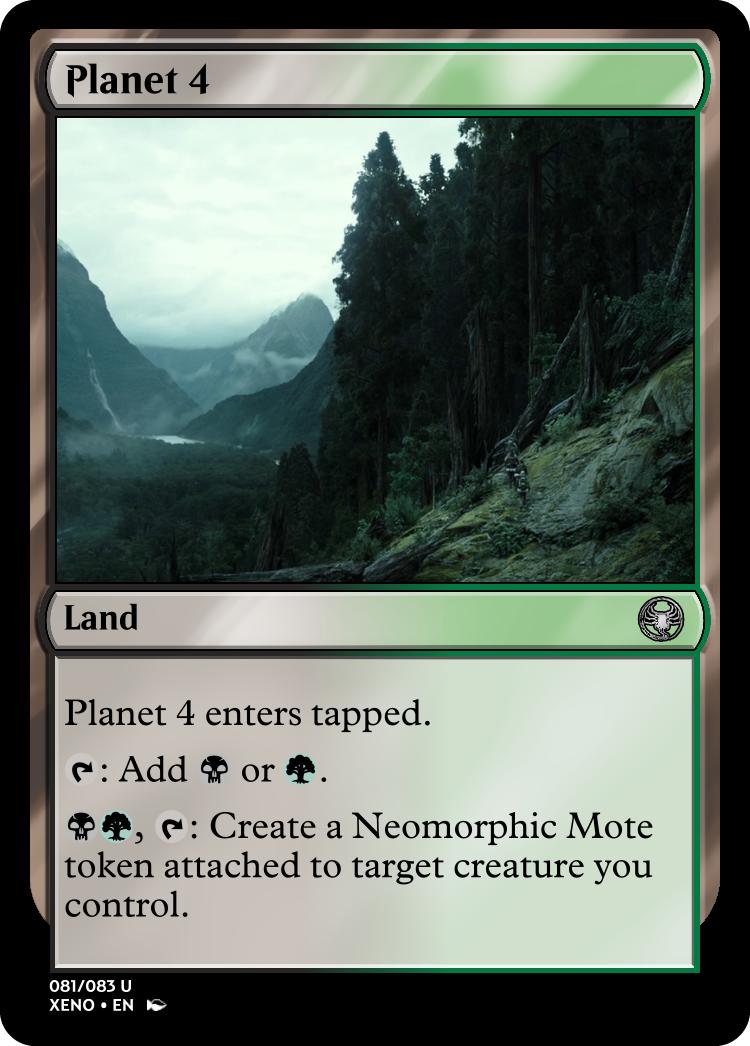 Planet 4
Land
Planet 4 enters tapped.
: Add or .
, : Create a Neomorphic Mote
token attached to target creature you
control.
081/083 U
XENO • EN